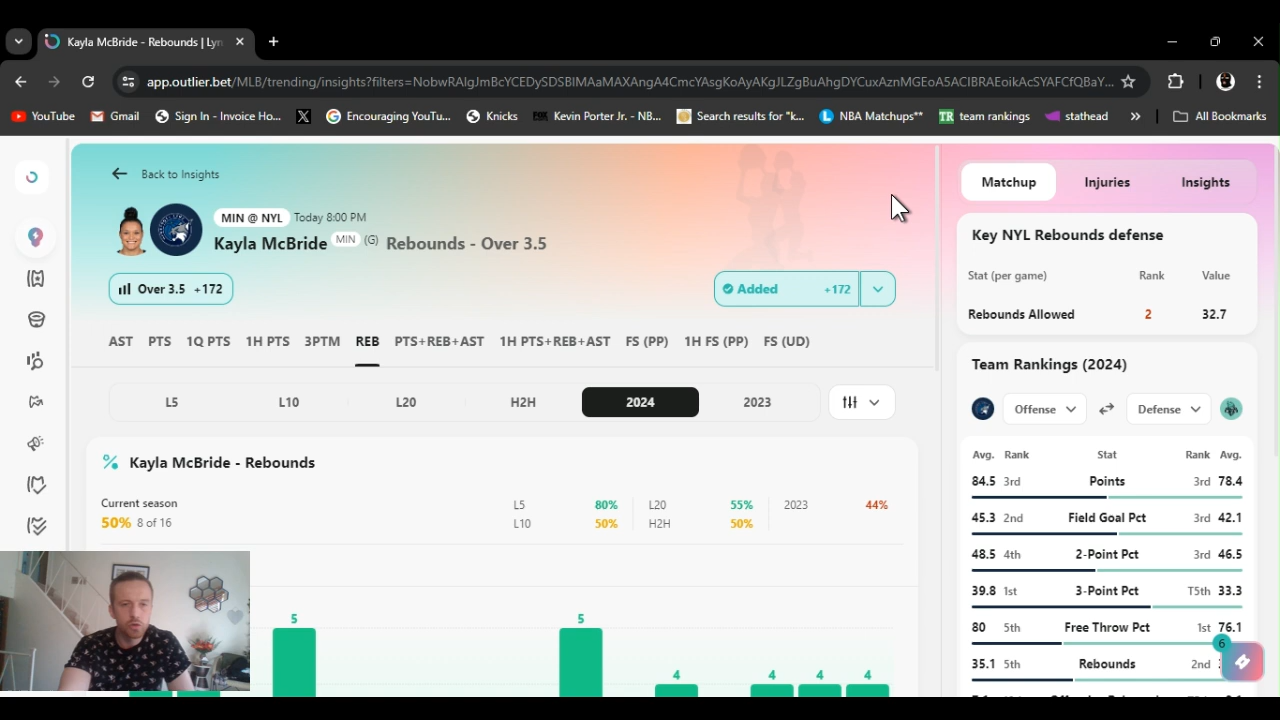 Kayla McBride - Rebounds | Lyn
app.outlier.bet/MLB/trending/insights?filters=NobwRAlgJmBcYCEDySDSBlMAaMAXAngA4CmcYAsgKoAyAKgJLZgBuAhgDYCuxAznMGEoA5ACIBRAEoikAcSYAFCfQBaY...
YouTube Gmail Sign In - Invoice Ho... X Encouraging YouTu... Knicks Kevin Porter Jr. - NB... Search results for "k... NBA Matchups** TR team rankings stathead » All Bookmarks
Back to Insights
MIN @ NYL Today 8:00 PM
Kayla McBride MIN (G) Rebounds - Over 3.5
Over 3.5 +172
Added +172
AST PTS 1Q PTS 1H PTS 3PTM REB PTS+REB+AST 1H PTS+REB+AST FS (PP) 1H FS (PP) FS (UD)
L5 L10 L20 H2H 2024 2023
Kayla McBride - Rebounds
Current season
50% 8 of 16
L5 80% L20 55% 2023 44%
L10 50% H2H 50%
5 5 4 4 4 4
Matchup Injuries Insights
Key NYL Rebounds defense
Stat (per game) Rank Value
Rebounds Allowed 2 32.7
Team Rankings (2024)
Offense Defense
Avg. Rank Stat Rank Avg.
84.5 3rd Points 3rd 78.4
45.3 2nd Field Goal Pct 3rd 42.1
48.5 4th 2-Point Pct 3rd 46.5
39.8 1st 3-Point Pct T5th 33.3
80 5th Free Throw Pct 1st 76.1
6
35.1 5th Rebounds 2nd